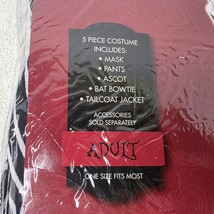 5 PIECE COSTUME
INCLUDES:
• MASK
• PANTS
• ASCOT
• BAT BOWTIE
• TAILCOAT JACKET
ACCESSORIES
SOLD SEPARATELY
ADULT
ONE SIZE FITS MOST